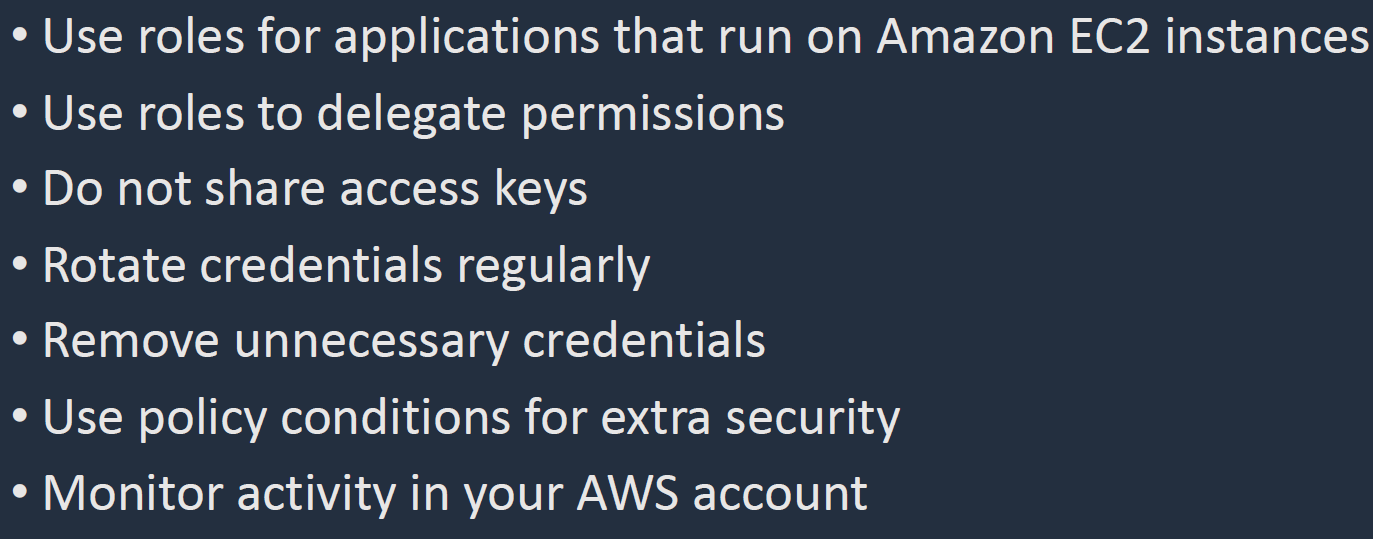 • Use roles for applications that run on Amazon EC2 instances
• Use roles to delegate permissions
• Do not share access keys
• Rotate credentials regularly
• Remove unnecessary credentials
• Use policy conditions for extra security
• Monitor activity in your AWS account